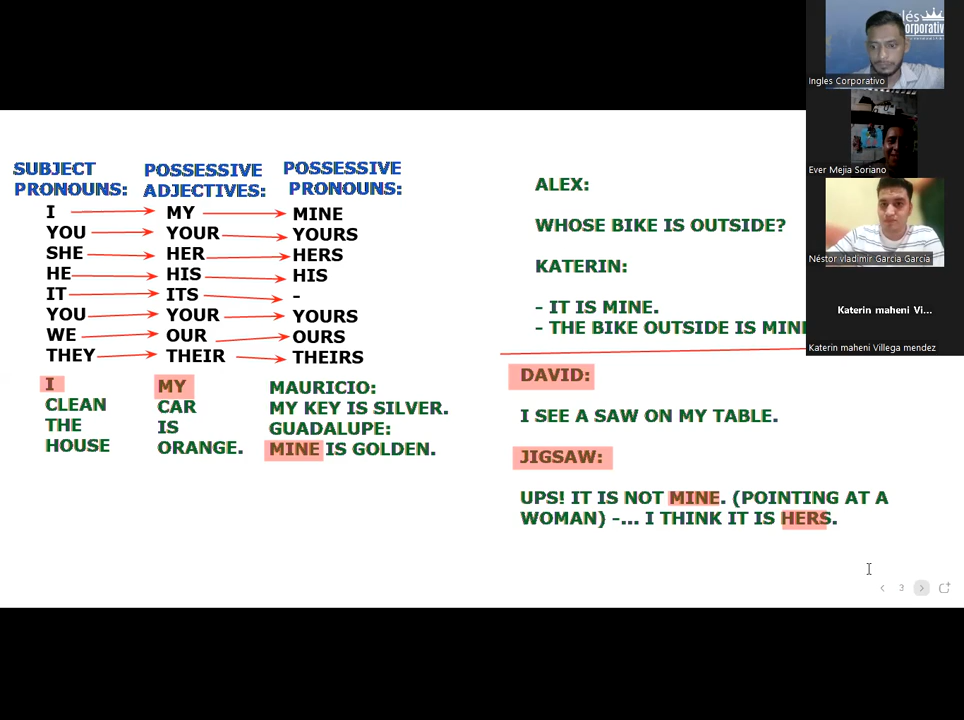 SUBJECT PRONOUNS:
I
YOU
SHE
HE
IT
YOU
WE
THEY
POSSESSIVE ADJECTIVES:
MY
YOUR
HER
HIS
ITS
YOUR
OUR
THEIR
POSSESSIVE PRONOUNS:
MINE
YOURS
HERS
HIS
-
YOURS
OURS
THEIRS
I
CLEAN
THE
HOUSE
MY
CAR
IS
ORANGE.
MAURICIO:
MY KEY IS SILVER.
GUADALUPE:
MINE IS GOLDEN.
ALEX:
WHOSE BIKE IS OUTSIDE?
KATERIN:
- IT IS MINE.
- THE BIKE OUTSIDE IS MINE
DAVID:
I SEE A SAW ON MY TABLE.
JIGSAW:
UPS! IT IS NOT MINE. (POINTING AT A
WOMAN) -... I THINK IT IS HERS.
3
Ingles Corporativo
Ever Mejia Soriano
Néstor vladimir Garcia Garcia
Katerin maheni Vi...
Katerin maheni Villega mendez